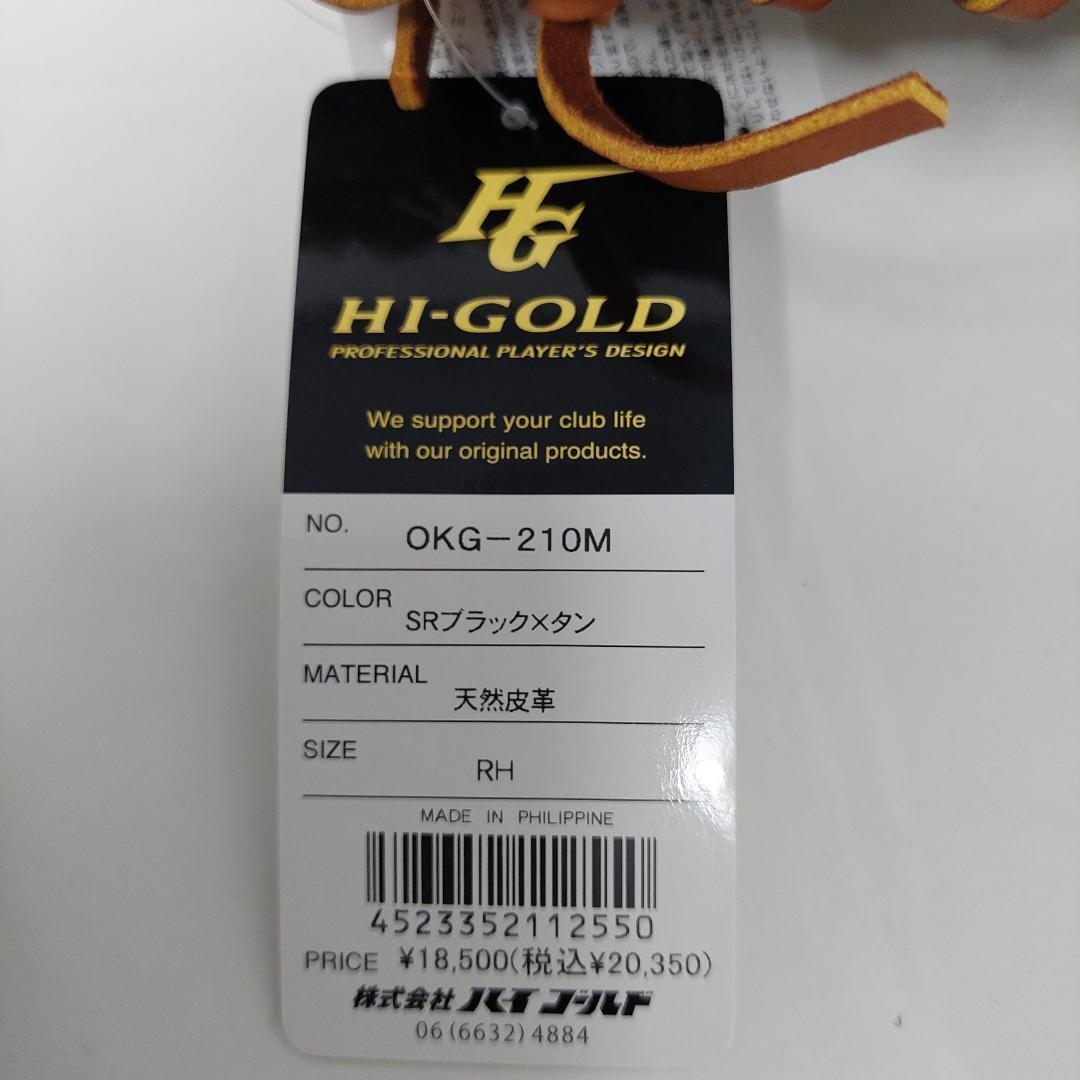 HG
HI-GOLD
PROFESSIONAL PLAYER'S DESIGN
We support your club life
with our original products.
NO. OKG-210M
COLOR SRブラック×タン
MATERIAL 天然皮革
SIZE RH
MADE IN PHILIPPINE
4523352112550
PRICE ¥18,500(税込¥20,350)
株式会社ハイゴールド
06(6632)4884